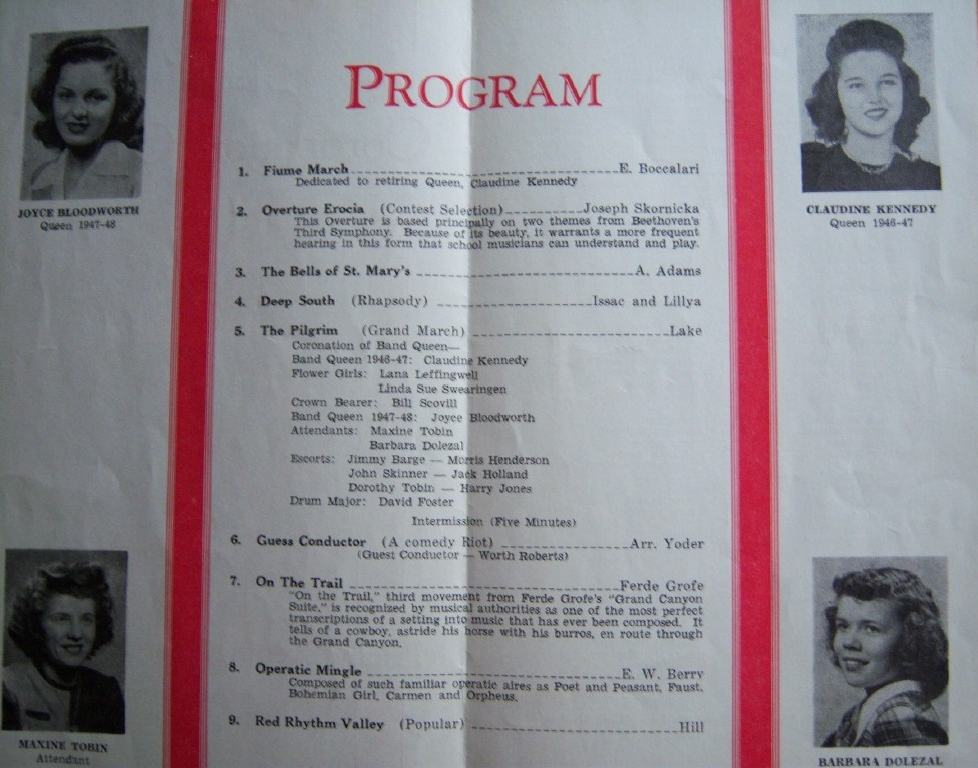 JOYCE BLOODWORTH
Queen 1947-48
MAXINE TOBIN
Attendant
PROGRAM
1. Fiume March E. Boccalari
Dedicated to retiring Queen, Claudine Kennedy
2. Overture Erocia (Contest Selection) Joseph Skornicka
This Overture is based principally on two themes from Beethoven's
Third Symphony. Because of its beauty, it warrants a more frequent
hearing in this form that school musicians can understand and play.
3. The Bells of St. Mary's A. Adams
4. Deep South (Rhapsody) Issac and Lillya
5. The Pilgrim (Grand March) Lake
Coronation of Band Queen—
Band Queen 1946-47: Claudine Kennedy
Flower Girls: Lana Leffingwell
Linda Sue Swearingen
Crown Bearer: Bill Scovill
Band Queen 1947-48: Joyce Bloodworth
Attendants: Maxine Tobin
Barbara Dolezal
Escorts: Jimmy Barge — Morris Henderson
John Skinner — Jack Holland
Dorothy Tobin — Harry Jones
Drum Major: David Foster
Intermission (Five Minutes)
6. Guess Conductor (A comedy Riot) Arr. Yoder
(Guest Conductor — Worth Roberts)
7. On The Trail Ferde Grofe
"On the Trail," third movement from Ferde Grofe's "Grand Canyon
Suite," is recognized by musical authorities as one of the most perfect
transcriptions of a setting into music that has ever been composed. It
tells of a cowboy, astride his horse with his burros, en route through
the Grand Canyon.
8. Operatic Mingle E. W. Berry
Composed of such familiar operatic aires as Poet and Peasant, Faust,
Bohemian Girl, Carmen and Orpheus.
9. Red Rhythm Valley (Popular) Hill
CLAUDINE KENNEDY
Queen 1946-47
BARBARA DOLEZAL